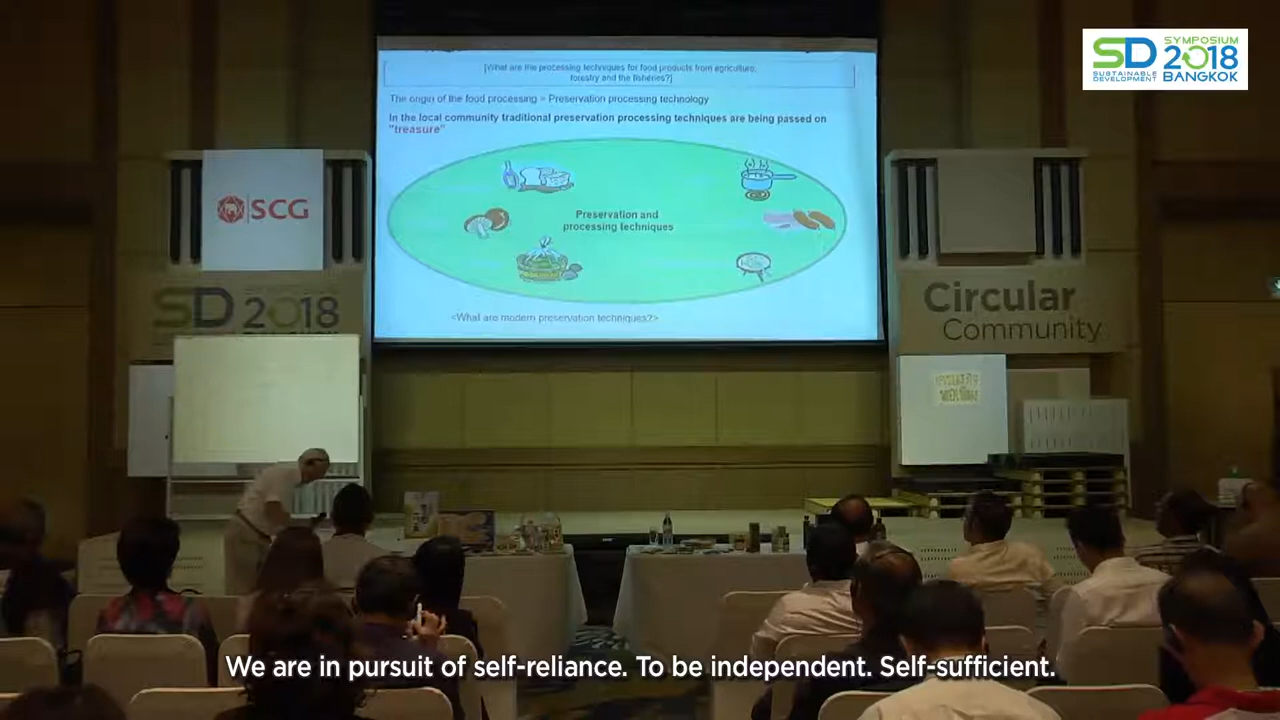 SD SYMPOSIUM 2018
SUSTAINABLE DEVELOPMENT BANGKOK
[What are the processing techniques for food products from agriculture,
forestry and the fisheries?]
The origin of the food processing = Preservation processing technology
In the local community traditional preservation processing techniques are being passed on
"treasure"
Preservation and
processing techniques
<What are modern preservation techniques?>
SCG
SD 2018
Circular
Community
We are in pursuit of self-reliance. To be independent. Self-sufficient.